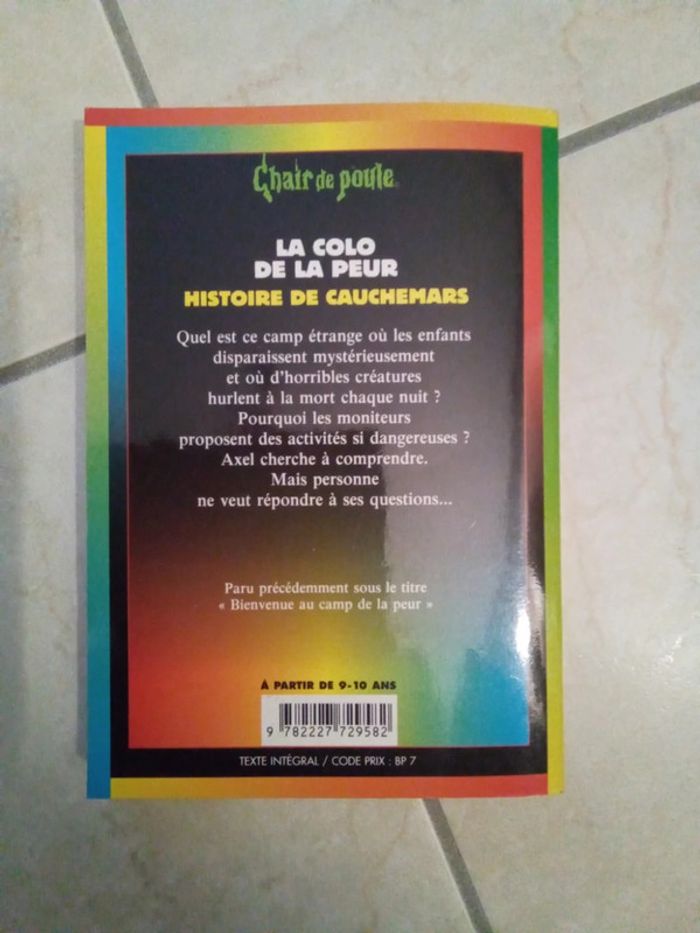 Chair de poule
LA COLO
DE LA PEUR
HISTOIRE DE CAUCHEMARS
Quel est ce camp étrange où les enfants
disparaissent mystérieusement
et où d'horribles créatures
hurlent à la mort chaque nuit ?
Pourquoi les moniteurs
proposent des activités si dangereuses ?
Axel cherche à comprendre.
Mais personne
ne veut répondre à ses questions...
Paru précédemment sous le titre
« Bienvenue au camp de la peur »
À PARTIR DE 9-10 ANS
9 782227 729582
TEXTE INTÉGRAL / CODE PRIX : BP 7